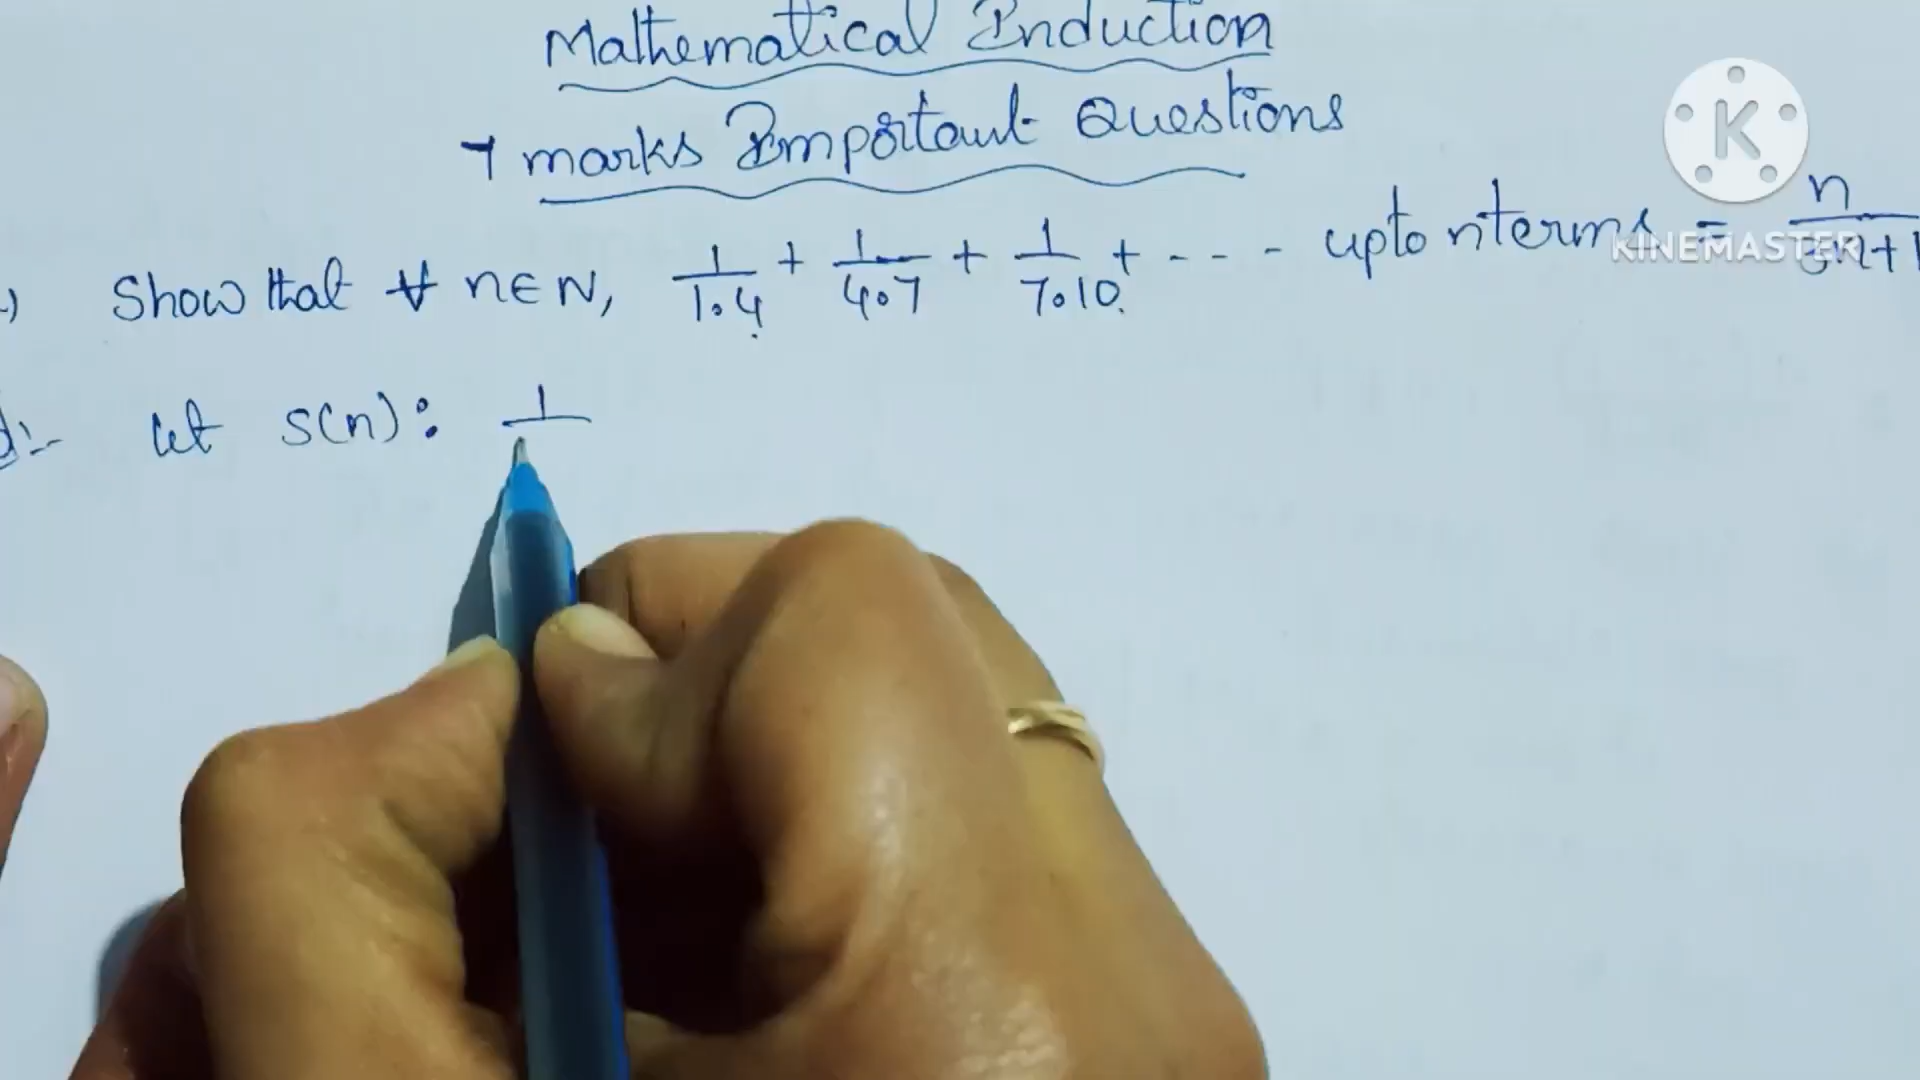 Mathematical Induction
7 marks Important Questions
K
KINEMASTER
) Show that ∀ n∈N, 1/1.4 + 1/4.7 + 1/7.10 + - - - upto n terms = n/3n+1
:- let S(n): 1/